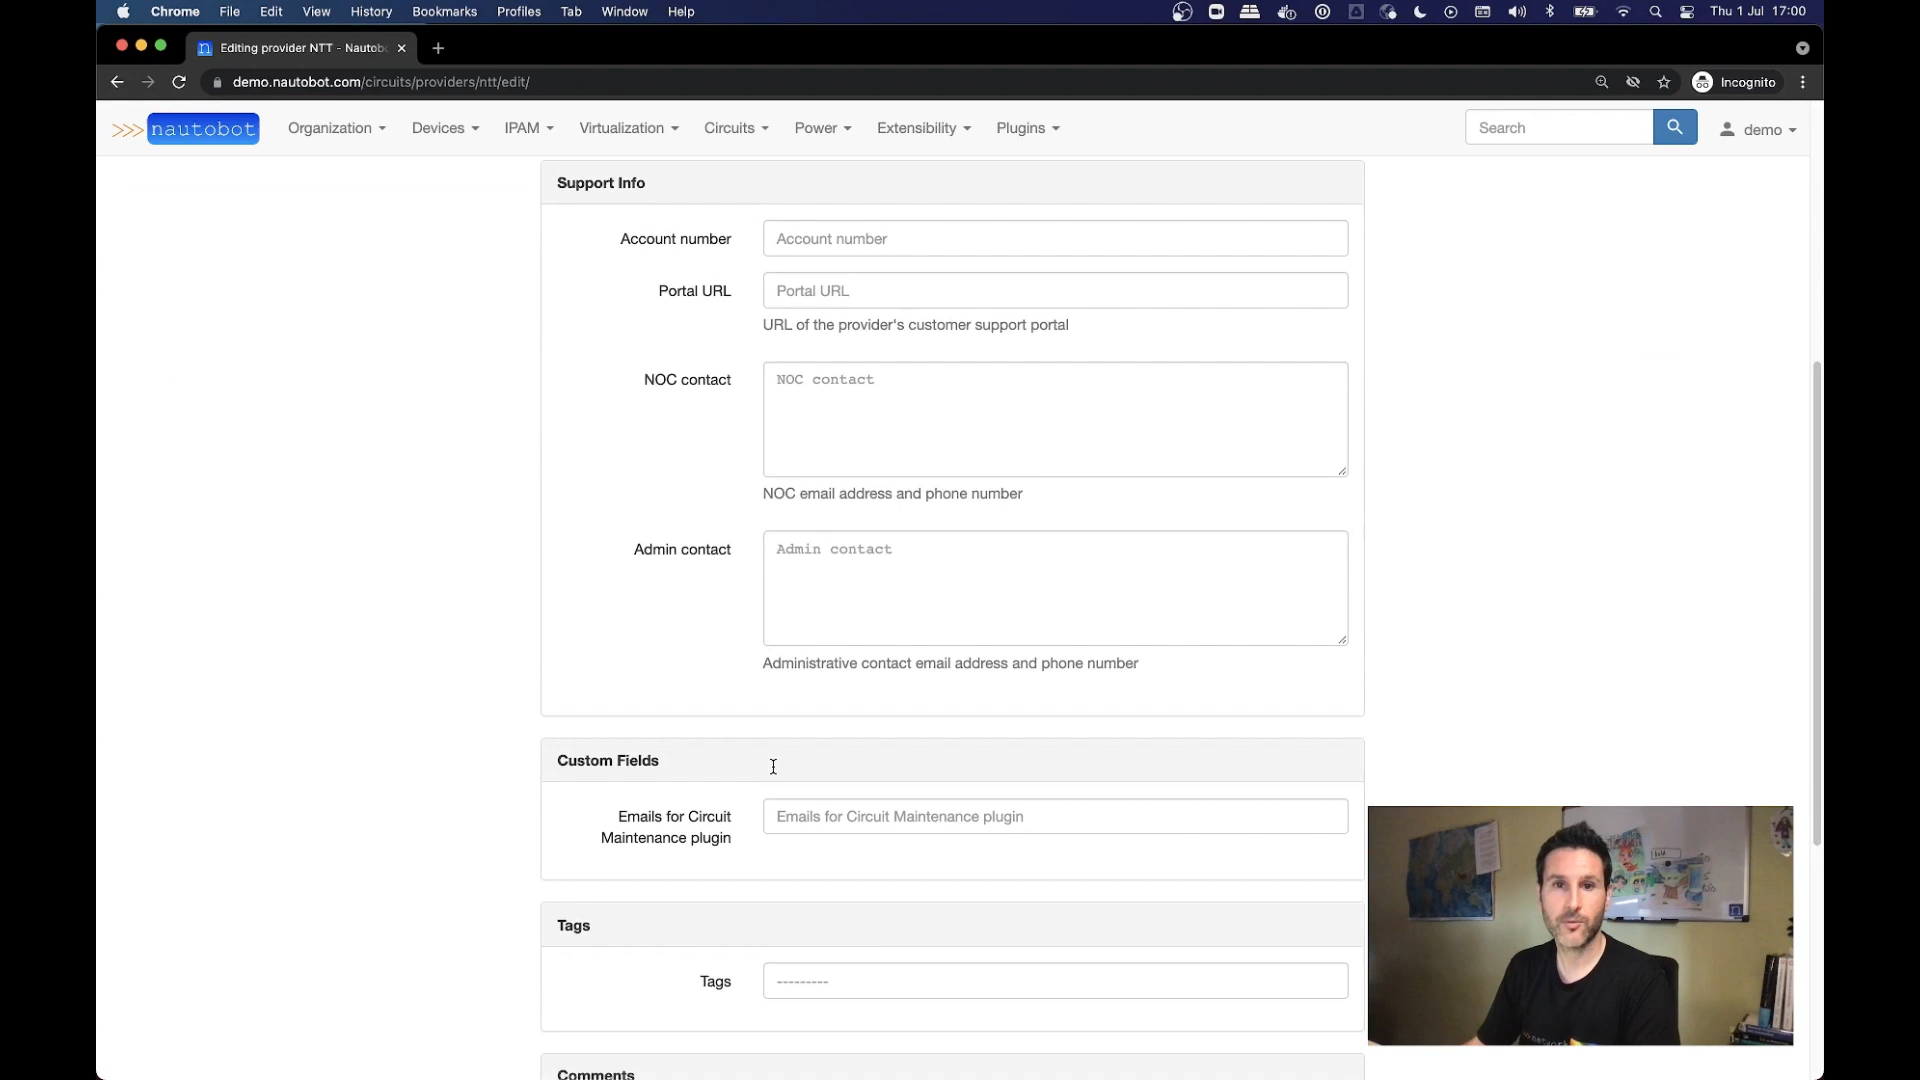 Chrome File Edit View History Bookmarks Profiles Tab Window Help Thu 1 Jul 17:00
Editing provider NTT - Nautob
demo.nautobot.com/circuits/providers/ntt/edit/ Incognito
>>> nautobot Organization Devices IPAM Virtualization Circuits Power Extensibility Plugins Search demo
Support Info
Account number Account number
Portal URL Portal URL
URL of the provider's customer support portal
NOC contact NOC contact
NOC email address and phone number
Admin contact Admin contact
Administrative contact email address and phone number
Custom Fields
Emails for Circuit Emails for Circuit Maintenance plugin
Maintenance plugin
Tags
Tags ---------
Comments